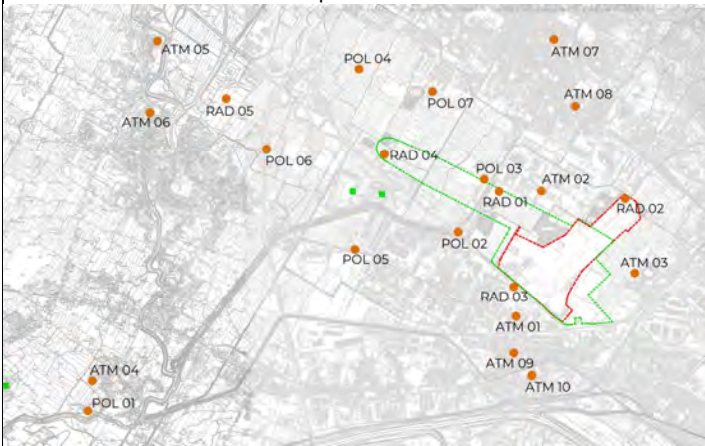 ATM 05
ATM 07
POL 04
POL 07
ATM 08
RAD 05
ATM 06
POL 06
RAD 04
POL 03
RAD 01
ATM 02
RAD 02
POL 02
POL 05
ATM 03
RAD 03
ATM 01
ATM 09
ATM 10
ATM 04
POL 01